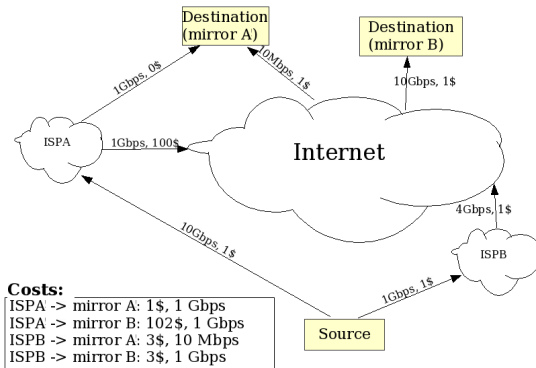 Destination
(mirror A)
Destination
(mirror B)
1Gbps, 0$
10Mbps, 1$
10Gbps, 1$
ISPA
1Gbps, 100$
Internet
4Gbps, 1$
10Gbps, 1$
ISPB
1Gbps, 1$
Source
Costs:
ISPA -> mirror A: 1$, 1 Gbps
ISPA -> mirror B: 102$, 1 Gbps
ISPB -> mirror A: 3$, 10 Mbps
ISPB -> mirror B: 3$, 1 Gbps